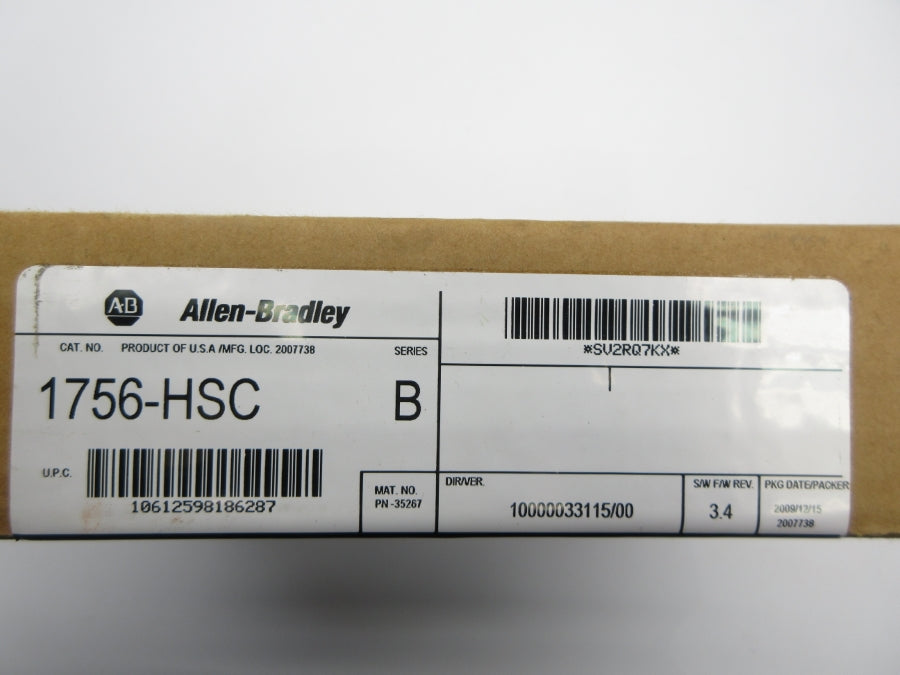 A-B Allen-Bradley
CAT. NO. PRODUCT OF U.S.A /MFG. LOC. 2007738 SERIES
1756-HSC B
U.P.C.
10612598186287
*SV2RQ7KX*
MAT. NO.
PN -35267
DIR/VER.
10000033115/00
S/W F/W REV.
3.4
PKG DATE/PACKER
2009/12/15
2007738